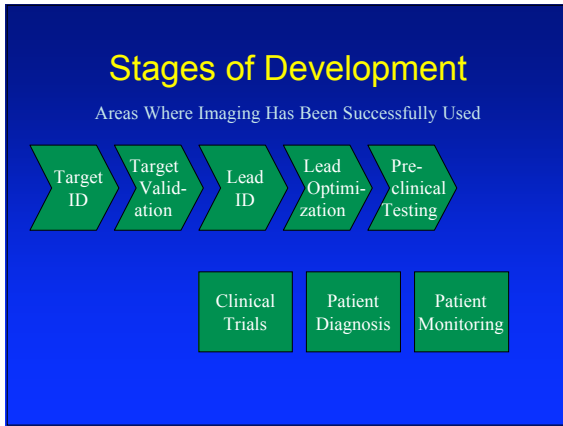 Stages of Development
Areas Where Imaging Has Been Successfully Used
Target
ID
Target
Valid-
ation
Lead
ID
Lead
Optimi-
zation
Pre-
clinical
Testing
Clinical
Trials
Patient
Diagnosis
Patient
Monitoring